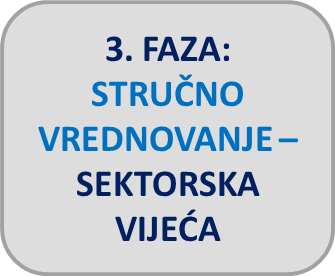 3. FAZA:
STRUČNO
VREDNOVANJE –
SEKTORSKA
VIJEĆA